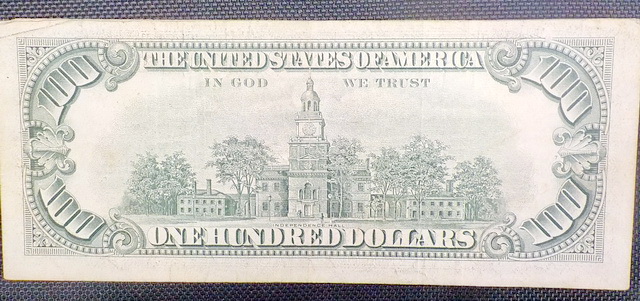 THE UNITED STATES OF AMERICA
IN GOD WE TRUST
100 100
100 100
INDEPENDENCE HALL
ONE HUNDRED DOLLARS